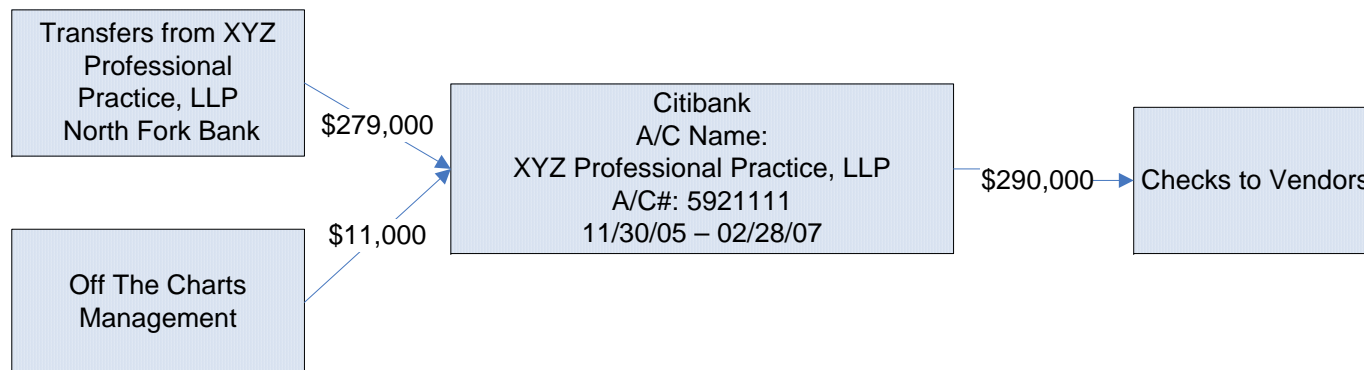 Transfers from XYZ
Professional
Practice, LLP
North Fork Bank
$279,000
Off The Charts
Management
$11,000
Citibank
A/C Name:
XYZ Professional Practice, LLP
A/C#: 5921111
11/30/05 – 02/28/07
$290,000
Checks to Vendors